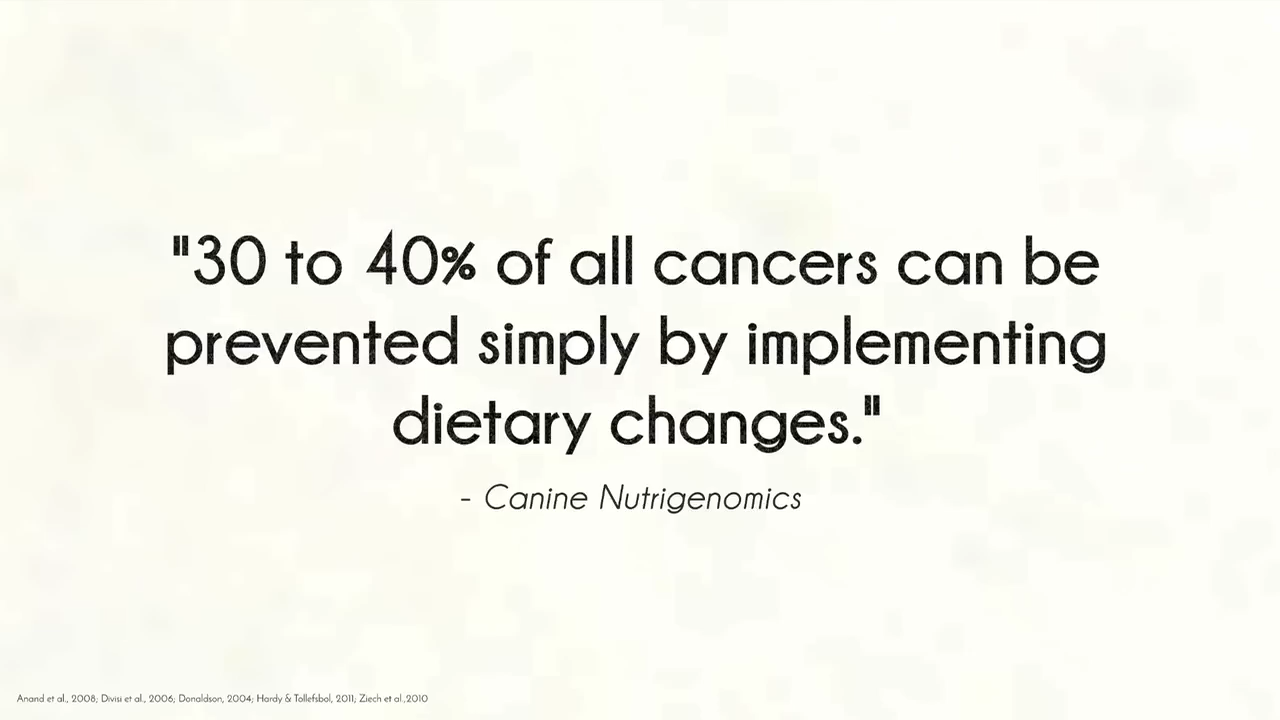 "30 to 40% of all cancers can be
prevented simply by implementing
dietary changes."
- Canine Nutrigenomics
Anand et al., 2008; Divisi et al., 2006; Donaldson, 2004; Hardy & Tollefsbol, 2011; Ziech et al.,2010